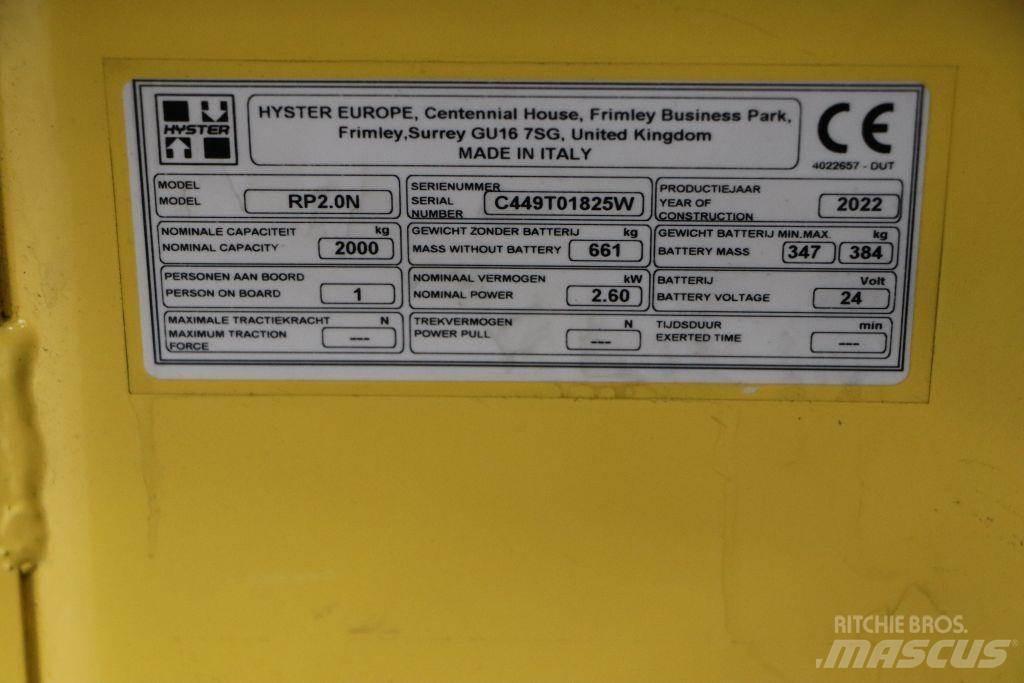 HYSTER
HYSTER EUROPE, Centennial House, Frimley Business Park,
Frimley,Surrey GU16 7SG, United Kingdom
MADE IN ITALY
CE
4022657 - DUT
MODEL
MODEL
RP2.0N
SERIENUMMER
SERIAL
NUMBER
C449T01825W
PRODUCTIEJAAR
YEAR OF
CONSTRUCTION
2022
NOMINALE CAPACITEIT kg
NOMINAL CAPACITY 2000
GEWICHT ZONDER BATTERIJ kg
MASS WITHOUT BATTERY 661
GEWICHT BATTERIJ MIN.MAX. kg
BATTERY MASS 347 384
PERSONEN AAN BOORD
PERSON ON BOARD 1
NOMINAAL VERMOGEN kW
NOMINAL POWER 2.60
BATTERIJ Volt
BATTERY VOLTAGE 24
MAXIMALE TRACTIEKRACHT N
MAXIMUM TRACTION
FORCE
---
TREKVERMOGEN N
POWER PULL
---
TIJDSDUUR min
EXERTED TIME
---
RITCHIE BROS.
MASCUS